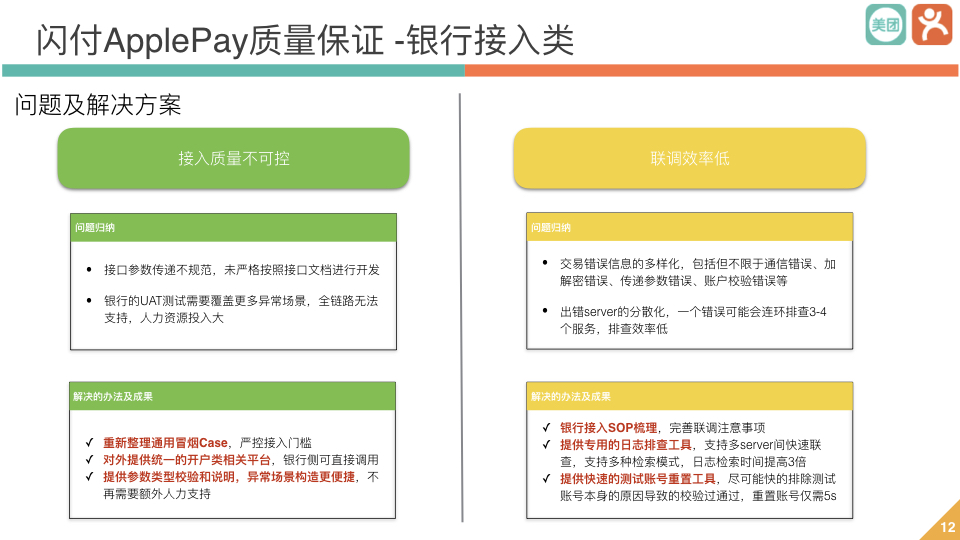 闪付ApplePay质量保证 -银行接入类
美团
问题及解决方案
接入质量不可控
问题归纳
• 接口参数传递不规范，未严格按照接口文档进行开发
• 银行的UAT测试需要覆盖更多异常场景，全链路无法
支持，人力资源投入大
解决的办法及成果
✓ 重新整理通用冒烟Case，严控接入门槛
✓ 对外提供统一的开户类相关平台，银行侧可直接调用
✓ 提供参数类型校验和说明，异常场景构造更便捷，不
再需要额外人力支持
联调效率低
问题归纳
• 交易错误信息的多样化，包括但不限于通信错误、加
解密错误、传递参数错误、账户校验错误等
• 出错server的分散化，一个错误可能会连环排查3-4
个服务，排查效率低
解决的办法及成果
✓ 银行接入SOP梳理，完善联调注意事项
✓ 提供专用的日志排查工具，支持多server间快速联
查，支持多种检索模式，日志检索时间提高3倍
✓ 提供快速的测试账号重置工具，尽可能快的排除测试
账号本身的原因导致的校验过通过，重置账号仅需5s
12